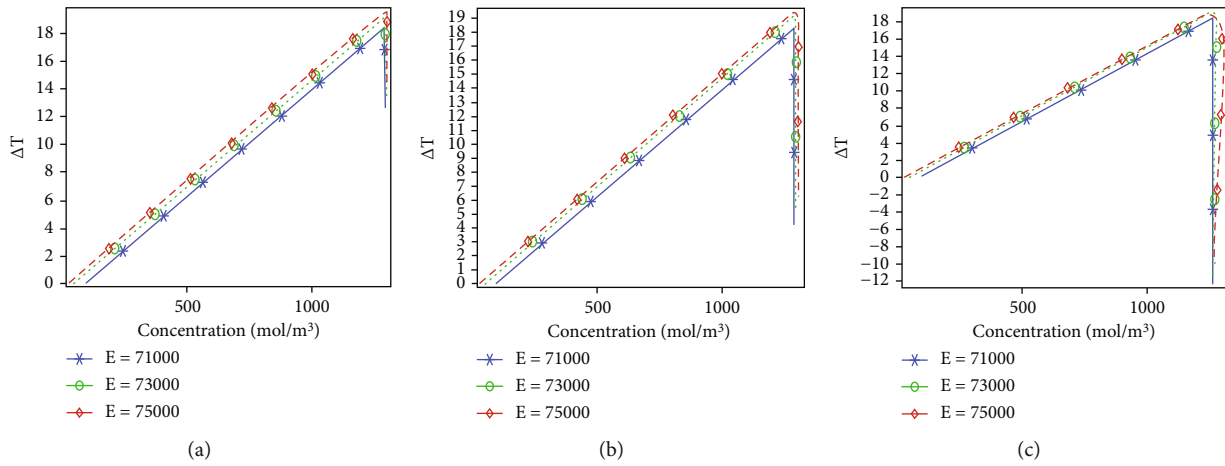 18
16
14
12
10
8
6
4
2
0
ΔT
500
1000
Concentration (mol/m³)
E = 71000
E = 73000
E = 75000
(a)
19
18
17
16
15
14
13
12
11
10
9
8
7
6
5
4
3
2
1
0
ΔT
500
1000
Concentration (mol/m³)
E = 71000
E = 73000
E = 75000
(b)
18
16
14
12
10
8
6
4
2
0
−2
−4
−6
−8
−10
−12
ΔT
500
1000
Concentration (mol/m³)
E = 71000
E = 73000
E = 75000
(c)